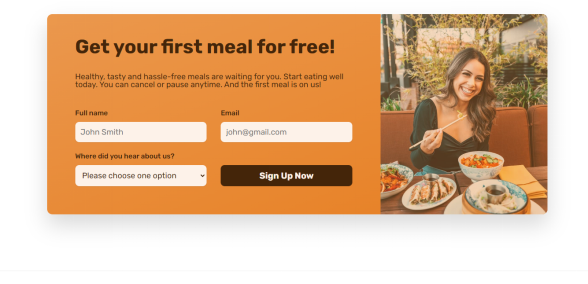 Get your first meal for free!
Healthy, tasty and hassle-free meals are waiting for you. Start eating well
today. You can cancel or pause anytime. And the first meal is on us!
Full name
Email
John Smith
john@gmail.com
Where did you hear about us?
Please choose one option
Sign Up Now